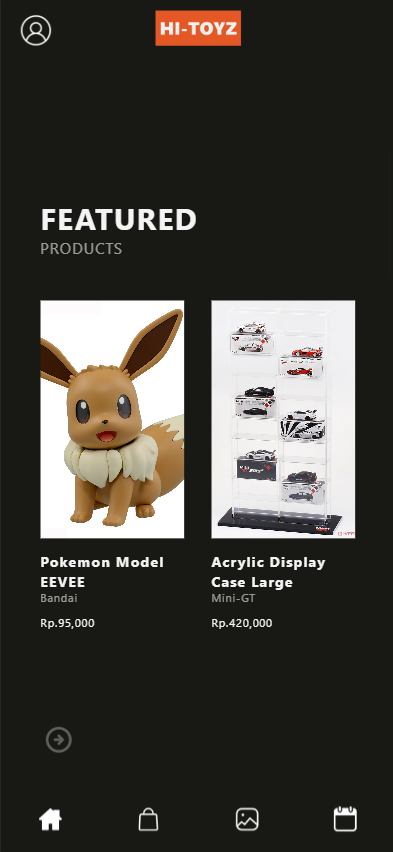 HI-TOYZ
FEATURED
PRODUCTS
Pokemon Model
EEVEE
Bandai
Rp.95,000
Acrylic Display
Case Large
Mini-GT
Rp.420,000